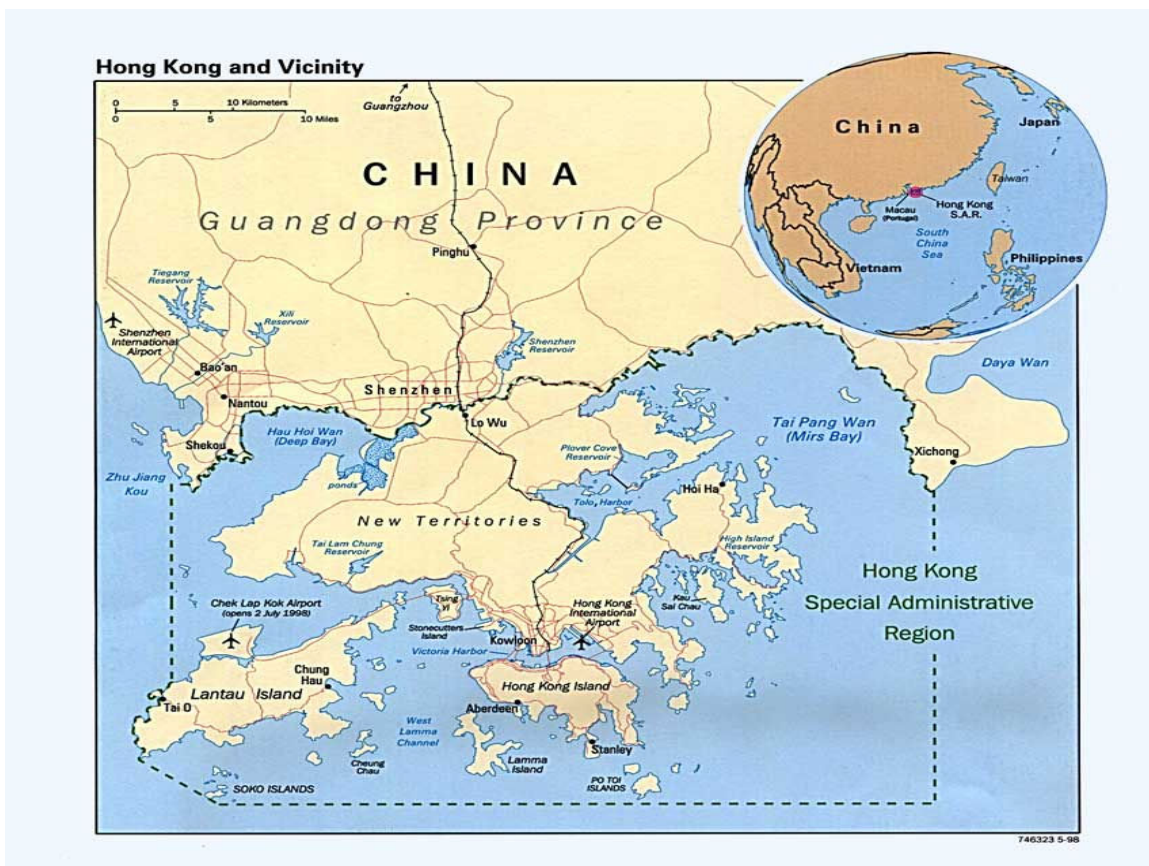 Hong Kong and Vicinity
0 5 10 Kilometers
0 5 10 Miles
to
Guangzhou
CHINA
Guangdong Province
Pinghu
Tiegang
Reservoir
Xili
Reservoir
Shenzhen
International
Airport
Shenzhen
Reservoir
Bao'an
Nantou
Shenzhen
Lo Wu
Shekou
Hau Hoi Wan
(Deep Bay)
Zhu Jiang
Kou
ponds
Plover Cove
Reservoir
Tai Pang Wan
(Mirs Bay)
Daya Wan
Xichong
Hoi Ha
Tolo Harbor
New Territories
Tai Lam Chung
Reservoir
High Island
Reservoir
Hong Kong
Special Administrative
Region
Chek Lap Kok Airport
(opens 2 July 1998)
Tsing
Yi
Stonecutters
Island
Kowloon
Victoria Harbor
Hong Kong
International
Airport
Kau
Sai Chau
Chung
Hau
Lantau Island
Tai O
Hong Kong Island
Aberdeen
West
Lamma
Channel
Stanley
Cheung
Chau
Lamma
Island
PO TOI
ISLANDS
SOKO ISLANDS
China
Japan
Taiwan
Macau
(Portugal)
Hong Kong
S.A.R.
South
China
Sea
Vietnam
Philippines
746323 5-98